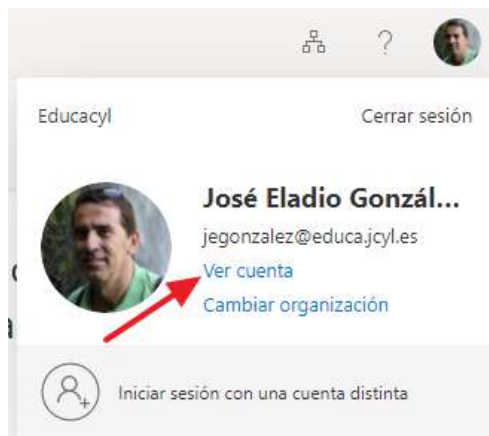 ?
Educacyl
Cerrar sesión
José Eladio Gonzál...
jegonzalez@educa.jcyl.es
Ver cuenta
Cambiar organización
Iniciar sesión con una cuenta distinta